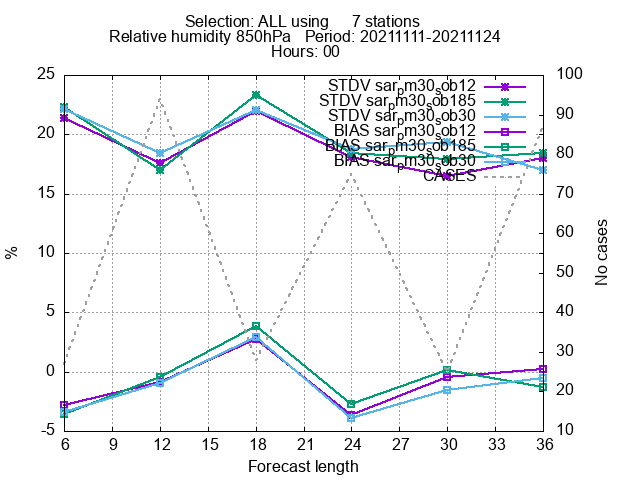 Selection: ALL using 7 stations
Relative humidity 850hPa Period: 20211111-20211124
Hours: 00
STDV sar_pm30_sob12
STDV sar_pm30_sob185
STDV sar_pm30_sob30
BIAS sar_pm30_sob12
BIAS sar_pm30_sob185
BIAS sar_pm30_sob30
CASES
25
20
15
10
5
0
-5
%
100
90
80
70
60
50
40
30
20
10
No cases
6 9 12 15 18 21 24 27 30 33 36
Forecast length